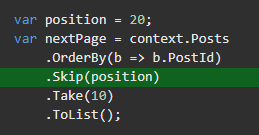 var position = 20;
var nextPage = context.Posts
    .OrderBy(b => b.PostId)
    .Skip(position)
    .Take(10)
    .ToList();